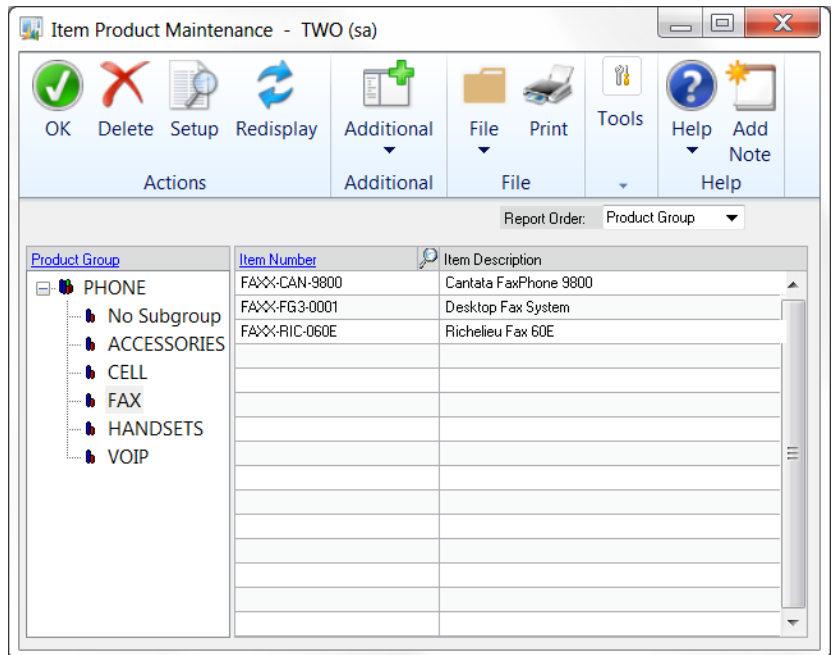 Item Product Maintenance - TWO (sa)
OK Delete Setup Redisplay Additional File Print Tools Help Add Note
Actions Additional File Help
Report Order: Product Group
Product Group Item Number Item Description
PHONE FAXX-CAN-9800 Cantata FaxPhone 9800
No Subgroup FAXX-FG3-0001 Desktop Fax System
ACCESSORIES FAXX-RIC-060E Richelieu Fax 60E
CELL
FAX
HANDSETS
VOIP